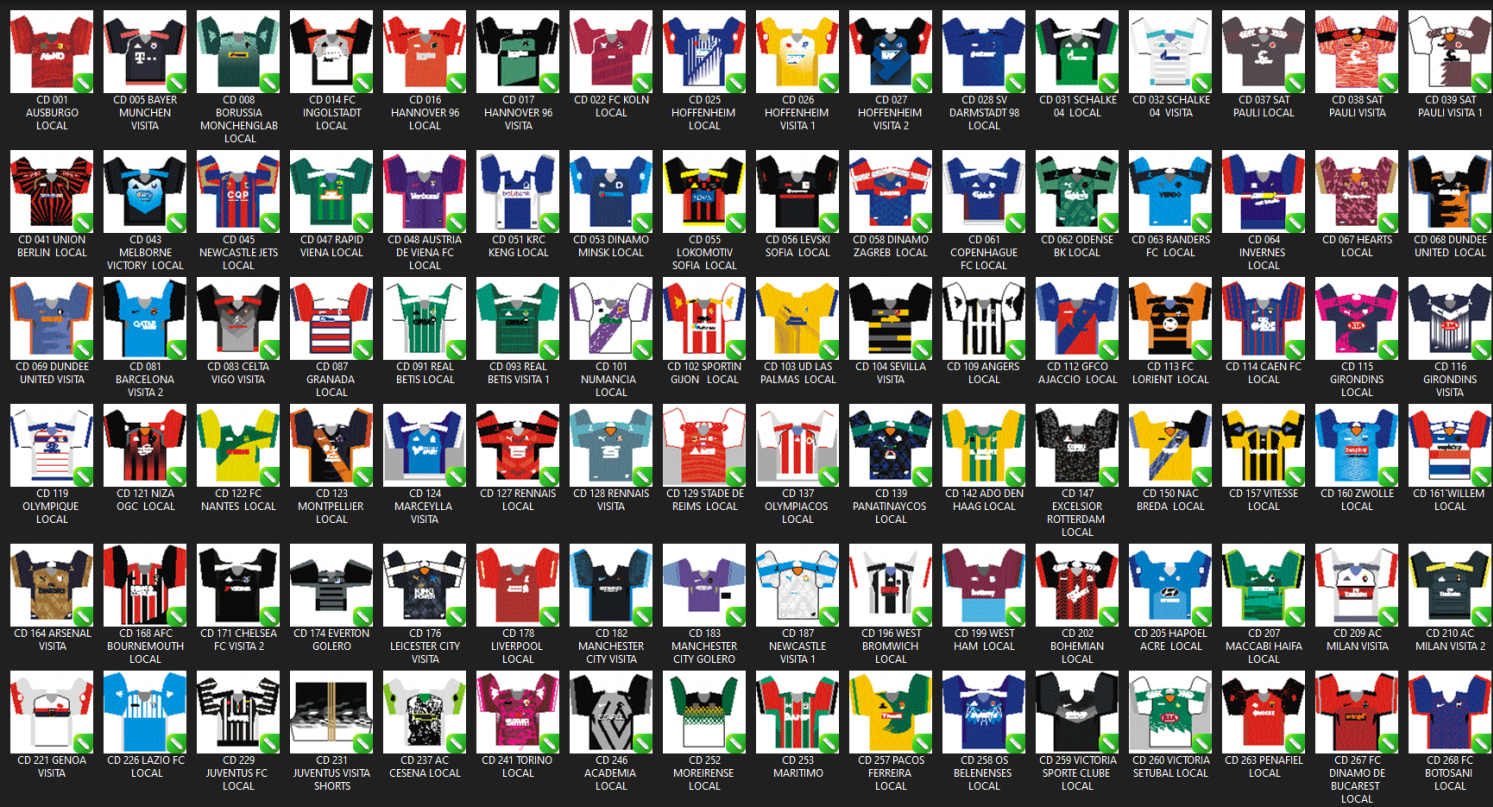 CD 001
AUSBURGO
LOCAL
CD 005 BAYER
MUNCHEN
VISITA
CD 008
BORUSSIA
MONCHENGLAB
LOCAL
CD 014 FC
INGOLSTADT
LOCAL
CD 016
HANNOVER 96
LOCAL
CD 017
HANNOVER 96
VISITA
CD 022 FC KOLN
LOCAL
CD 025
HOFFENHEIM
LOCAL
CD 026
HOFFENHEIM
VISITA 1
CD 027
HOFFENHEIM
VISITA 2
CD 028 SV
DARMSTADT 98
LOCAL
CD 031 SCHALKE
04 LOCAL
CD 032 SCHALKE
04 VISITA
CD 037 SAT
PAULI LOCAL
CD 038 SAT
PAULI VISITA
CD 039 SAT
PAULI VISITA 1
CD 041 UNION
BERLIN LOCAL
CD 043
MELBORNE
VICTORY LOCAL
CD 045
NEWCASTLE JETS
LOCAL
CD 047 RAPID
VIENA LOCAL
CD 048 AUSTRIA
DE VIENA FC
LOCAL
CD 051 KRC
KENG LOCAL
CD 053 DINAMO
MINSK LOCAL
CD 055
LOKOMOTIV
SOFIA LOCAL
CD 056 LEVSKI
SOFIA LOCAL
CD 058 DINAMO
ZAGREB LOCAL
CD 061
COPENHAGUE
FC LOCAL
CD 062 ODENSE
BK LOCAL
CD 063 RANDERS
FC LOCAL
CD 064
INVERNES
LOCAL
CD 067 HEARTS
LOCAL
CD 068 DUNDEE
UNITED LOCAL
CD 069 DUNDEE
UNITED VISITA
CD 081
BARCELONA
VISITA 2
CD 083 CELTA
VIGO VISITA
CD 087
GRANADA
LOCAL
CD 091 REAL
BETIS LOCAL
CD 093 REAL
BETIS VISITA 1
CD 101
NUMANCIA
LOCAL
CD 102 SPORTIN
GIJON LOCAL
CD 103 UD LAS
PALMAS LOCAL
CD 104 SEVILLA
VISITA
CD 109 ANGERS
LOCAL
CD 112 GFCO
AJACCIO LOCAL
CD 113 FC
LORIENT LOCAL
CD 114 CAEN FC
LOCAL
CD 115
GIRONDINS
LOCAL
CD 116
GIRONDINS
VISITA
CD 119
OLYMPIQUE
LOCAL
CD 121 NIZA
OGC LOCAL
CD 122 FC
NANTES LOCAL
CD 123
MONTPELLIER
LOCAL
CD 124
MARCEYLLA
VISITA
CD 127 RENNAIS
LOCAL
CD 128 RENNAIS
VISITA
CD 129 STADE DE
REIMS LOCAL
CD 137
OLYMPIACOS
LOCAL
CD 139
PANATINAYCOS
LOCAL
CD 142 ADO DEN
HAAG LOCAL
CD 147
EXCELSIOR
ROTTERDAM
LOCAL
CD 150 NAC
BREDA LOCAL
CD 157 VITESSE
LOCAL
CD 160 ZWOLLE
LOCAL
CD 161 WILLEM
LOCAL
CD 164 ARSENAL
VISITA
CD 168 AFC
BOURNEMOUTH
LOCAL
CD 171 CHELSEA
FC VISITA 2
CD 174 EVERTON
GOLERO
CD 176
LEICESTER CITY
VISITA
CD 178
LIVERPOOL
LOCAL
CD 182
MANCHESTER
CITY VISITA
CD 183
MANCHESTER
CITY GOLERO
CD 187
NEWCASTLE
VISITA 1
CD 196 WEST
BROMWICH
LOCAL
CD 199 WEST
HAM LOCAL
CD 202
BOHEMIAN
LOCAL
CD 205 HAPOEL
ACRE LOCAL
CD 207
MACCABI HAIFA
LOCAL
CD 209 AC
MILAN VISITA
CD 210 AC
MILAN VISITA 2
CD 221 GENOA
VISITA
CD 226 LAZIO FC
LOCAL
CD 229
JUVENTUS FC
LOCAL
CD 231
JUVENTUS VISITA
SHORTS
CD 237 AC
CESENA LOCAL
CD 241 TORINO
LOCAL
CD 246
ACADEMIA
LOCAL
CD 252
MOREIRENSE
LOCAL
CD 253
MARITIMO
CD 257 PACOS
FERREIRA
LOCAL
CD 258 OS
BELENENSES
LOCAL
CD 259 VICTORIA
SPORTE CLUBE
LOCAL
CD 260 VICTORIA
SETUBAL LOCAL
CD 263 PENAFIEL
LOCAL
CD 267 FC
DINAMO DE
BUCAREST
LOCAL
CD 268 FC
BOTOSANI
LOCAL